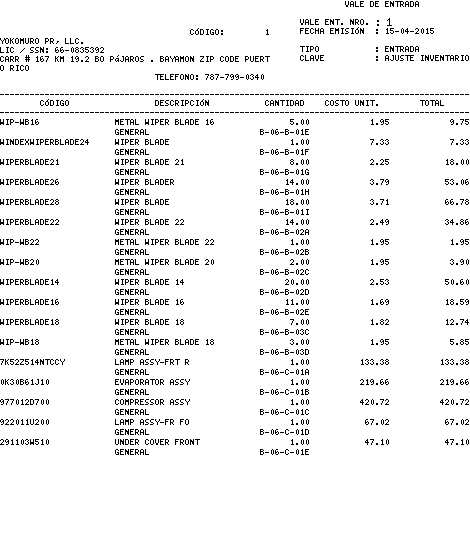 VALE DE ENTRADA
VALE ENT. NRO. : 1
CÓDIGO: 1 FECHA EMISIÓN : 15-04-2015
YOKOMURO PR, LLC.
LIC / SSN: 66-0835392 TIPO : ENTRADA
CARR # 167 KM 19.2 BO PáJAROS . BAYAMON ZIP CODE PUERT CLAVE : AJUSTE INVENTARIO
O RICO
TELEFONO: 787-799-0340
CÓDIGO DESCRIPCIÓN CANTIDAD COSTO UNIT. TOTAL
WIP-WB16 METAL WIPER BLADE 16 5.00 1.95 9.75
GENERAL B-06-B-01E
WINDEXWIPERBLADE24 WIPER BLADE 1.00 7.33 7.33
GENERAL B-06-B-01F
WIPERBLADE21 WIPER BLADE 21 8.00 2.25 18.00
GENERAL B-06-B-01G
WIPERBLADE26 WIPER BLADER 14.00 3.79 53.06
GENERAL B-06-B-01H
WIPERBLADE28 WIPER BLADE 18.00 3.71 66.78
GENERAL B-06-B-01I
WIPERBLADE22 WIPER BLADE 22 14.00 2.49 34.86
GENERAL B-06-B-02A
WIP-WB22 METAL WIPER BLADE 22 1.00 1.95 1.95
GENERAL B-06-B-02B
WIP-WB20 METAL WIPER BLADE 20 2.00 1.95 3.90
GENERAL B-06-B-02C
WIPERBLADE14 WIPER BLADE 14 20.00 2.53 50.60
GENERAL B-06-B-02D
WIPERBLADE16 WIPER BLADE 16 11.00 1.69 18.59
GENERAL B-06-B-02E
WIPERBLADE18 WIPER BLADE 18 7.00 1.82 12.74
GENERAL B-06-B-03C
WIP-WB18 METAL WIPER BLADE 18 3.00 1.95 5.85
GENERAL B-06-B-03D
7K52Z514NTCCY LAMP ASSY-FRT R 1.00 133.38 133.38
GENERAL B-06-C-01A
0K30B61J10 EVAPORATOR ASSY 1.00 219.66 219.66
GENERAL B-06-C-01B
977012D700 COMPRESSOR ASSY 1.00 420.72 420.72
GENERAL B-06-C-01C
922011U200 LAMP ASSY-FR FO 1.00 67.02 67.02
GENERAL B-06-C-01D
291103W510 UNDER COVER FRONT 1.00 47.10 47.10
GENERAL B-06-C-01E